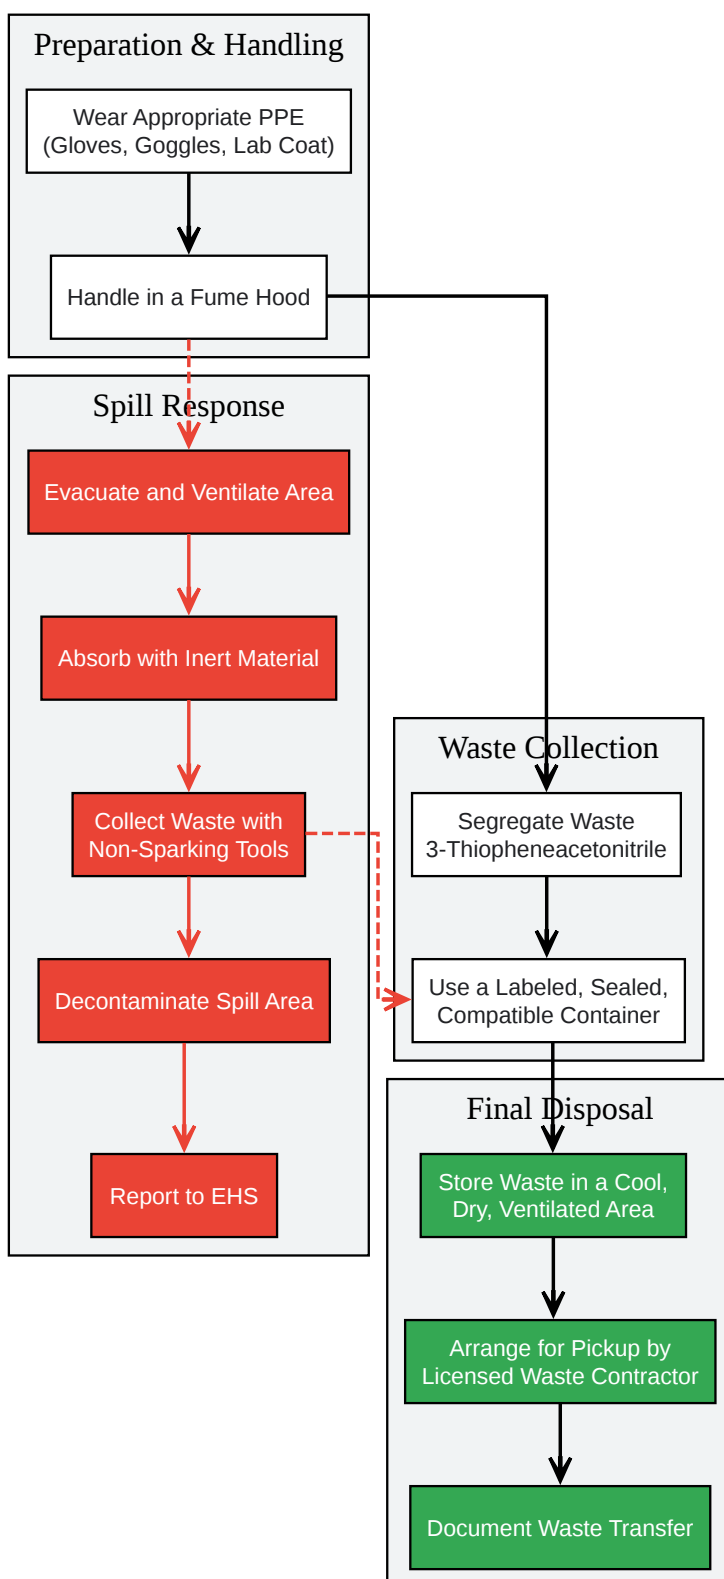 Preparation & Handling
Wear Appropriate PPE
(Gloves, Goggles, Lab Coat)
Handle in a Fume Hood
Spill Response
Evacuate and Ventilate Area
Absorb with Inert Material
Collect Waste with
Non-Sparking Tools
Decontaminate Spill Area
Report to EHS
Waste Collection
Segregate Waste
3-Thiopheneacetonitrile
Use a Labeled, Sealed,
Compatible Container
Final Disposal
Store Waste in a Cool,
Dry, Ventilated Area
Arrange for Pickup by
Licensed Waste Contractor
Document Waste Transfer